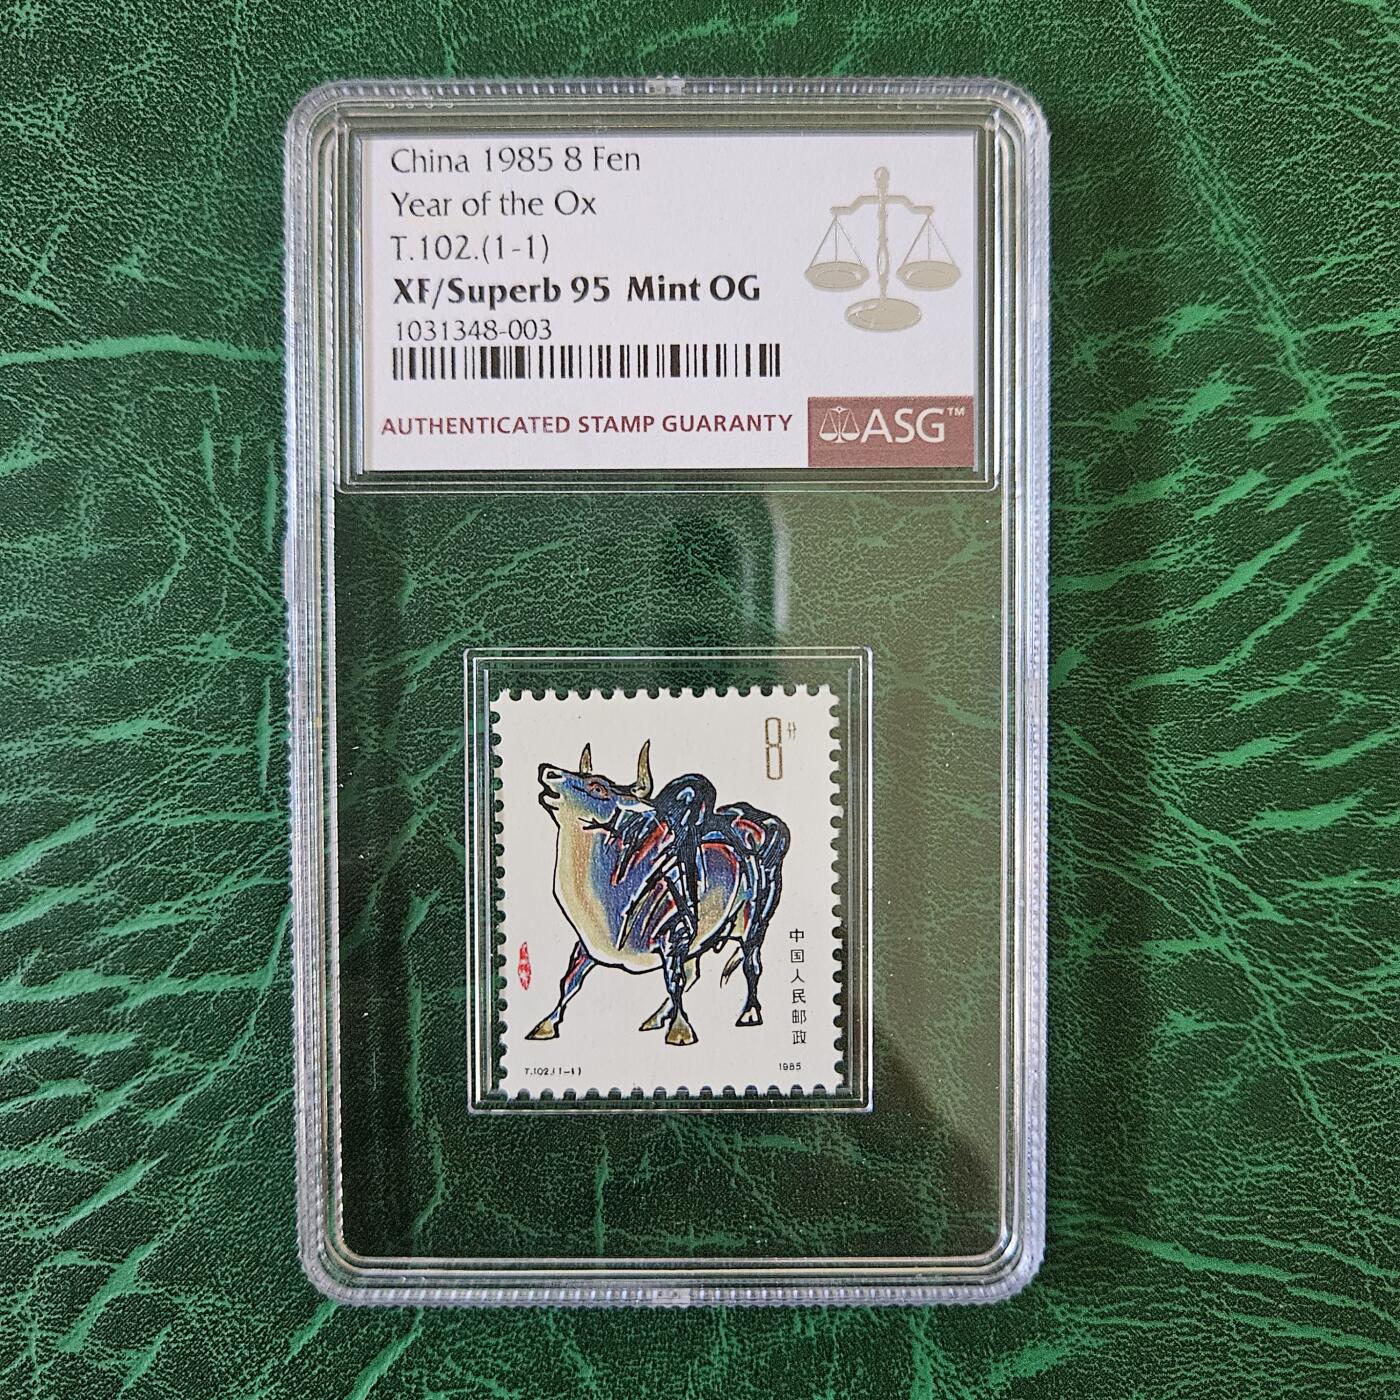 China 1985 8 Fen
Year of the Ox
T.102.(1-1)
XF/Superb 95 Mint OG
1031348-003
AUTHENTICATED STAMP GUARANTY
ASG™
8分
中国人民邮政
T.102.(1-1)
1985